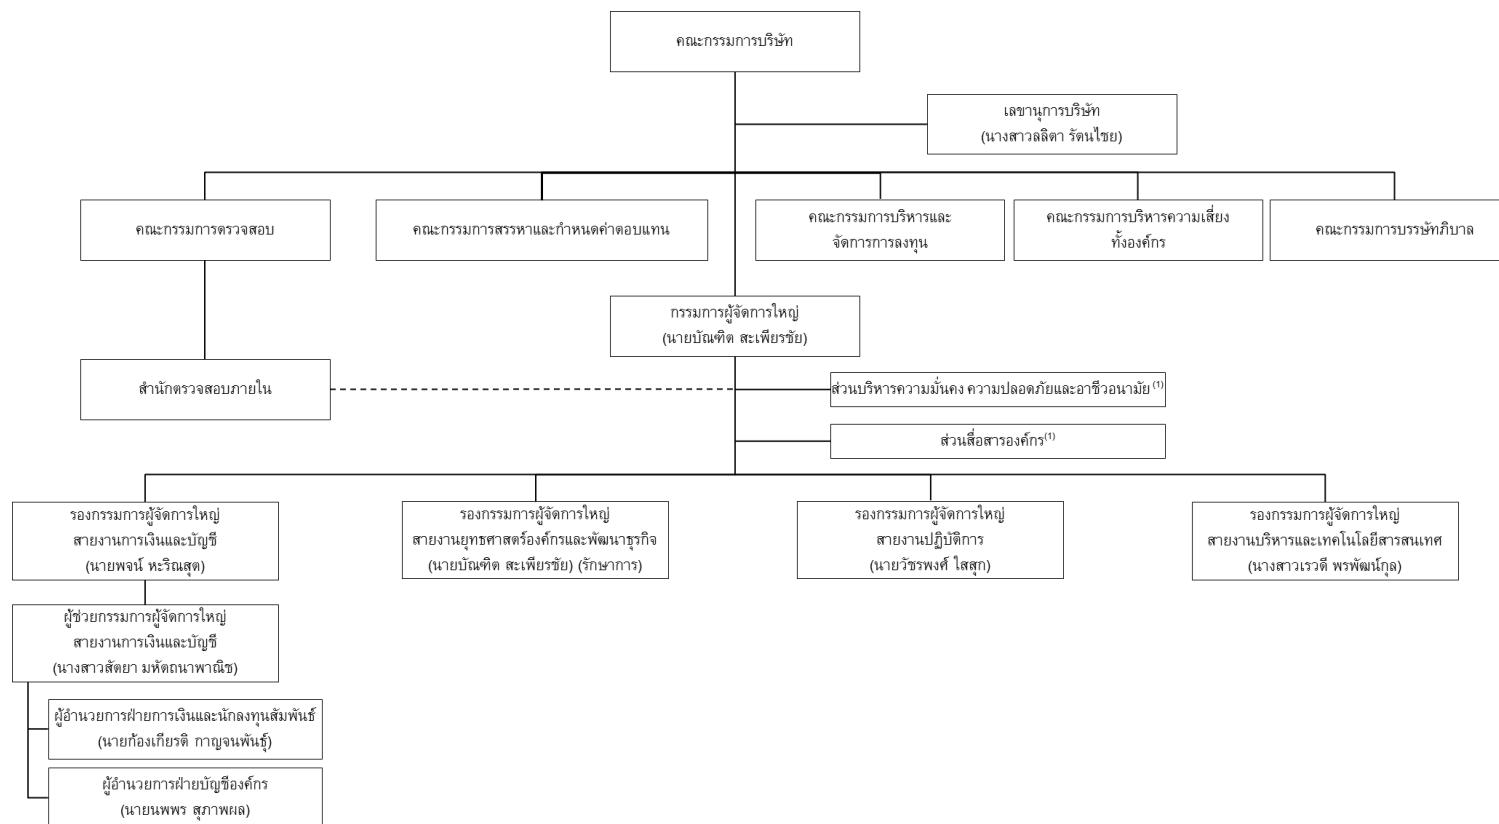 คณะกรรมการบริษัท
เลขานุการบริษัท
(นางสาวลลิตา รัตนไชย)
คณะกรรมการตรวจสอบ
คณะกรรมการสรรหาและกำหนดค่าตอบแทน
คณะกรรมการบริหารและ
จัดการการลงทุน
คณะกรรมการบริหารความเสี่ยง
ทั้งองค์กร
คณะกรรมการบรรษัทภิบาล
กรรมการผู้จัดการใหญ่
(นายบัณฑิต สะเพียรชัย)
สำนักตรวจสอบภายใน
ส่วนบริหารความมั่นคง ความปลอดภัยและอาชีวอนามัย (1)
ส่วนสื่อสารองค์กร(1)
รองกรรมการผู้จัดการใหญ่
สายงานการเงินและบัญชี
(นายพจน์ หะริณสุต)
รองกรรมการผู้จัดการใหญ่
สายงานยุทธศาสตร์องค์กรและพัฒนาธุรกิจ
(นายบัณฑิต สะเพียรชัย) (รักษาการ)
รองกรรมการผู้จัดการใหญ่
สายงานปฏิบัติการ
(นายวัชรพงศ์ ใสสุก)
รองกรรมการผู้จัดการใหญ่
สายงานบริหารและเทคโนโลยีสารสนเทศ
(นางสาวเรวดี พรพัฒน์กุล)
ผู้ช่วยกรรมการผู้จัดการใหญ่
สายงานการเงินและบัญชี
(นางสาวสัตยา มหัตถนาพาณิช)
ผู้อำนวยการฝ่ายการเงินและนักลงทุนสัมพันธ์
(นายก้องเกียรติ กาญจนพันธุ์)
ผู้อำนวยการฝ่ายบัญชีองค์กร
(นายนพพร สุภาพผล)